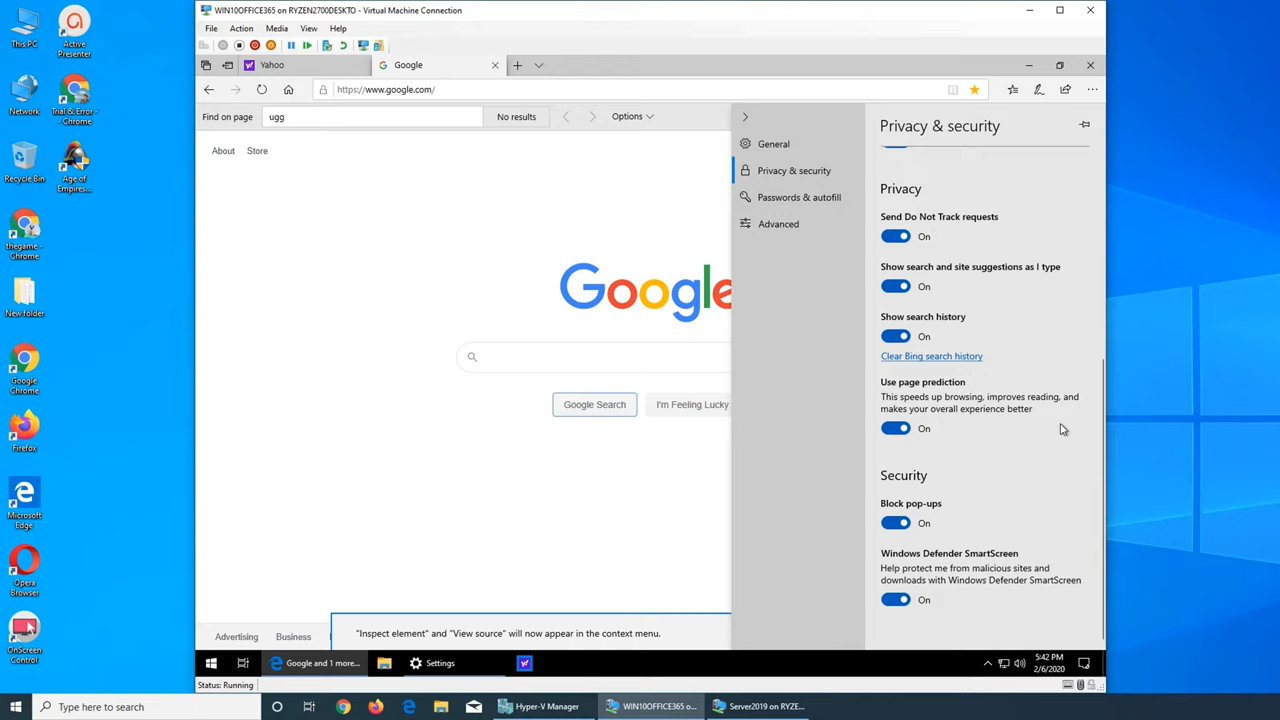 WIN10OFFICE365 on RYZEN2700DESKTO - Virtual Machine Connection
File Action Media View Help
Yahoo
Google
https://www.google.com/
Find on page
ugg
No results
Options
About Store
Google
Google Search
I'm Feeling Lucky
Advertising Business
"Inspect element" and "View source" will now appear in the context menu.
General
Privacy & security
Passwords & autofill
Advanced
Privacy & security
Privacy
Send Do Not Track requests
On
Show search and site suggestions as I type
On
Show search history
On
Clear Bing search history
Use page prediction
This speeds up browsing, improves reading, and
makes your overall experience better
On
Security
Block pop-ups
On
Windows Defender SmartScreen
Help protect me from malicious sites and
downloads with Windows Defender SmartScreen
On
Google and 1 more...
Settings
5:42 PM
2/6/2020
Status: Running
This PC
Active
Presenter
Network
Trial & Error
- Chrome
Recycle Bin
Age of
Empires...
thegame -
Chrome
New folder
Google
Chrome
Firefox
Microsoft
Edge
Opera
Browser
OnScreen
Control
Type here to search
Hyper-V Manager
WIN10OFFICE365 o...
Server2019 on RYZE...